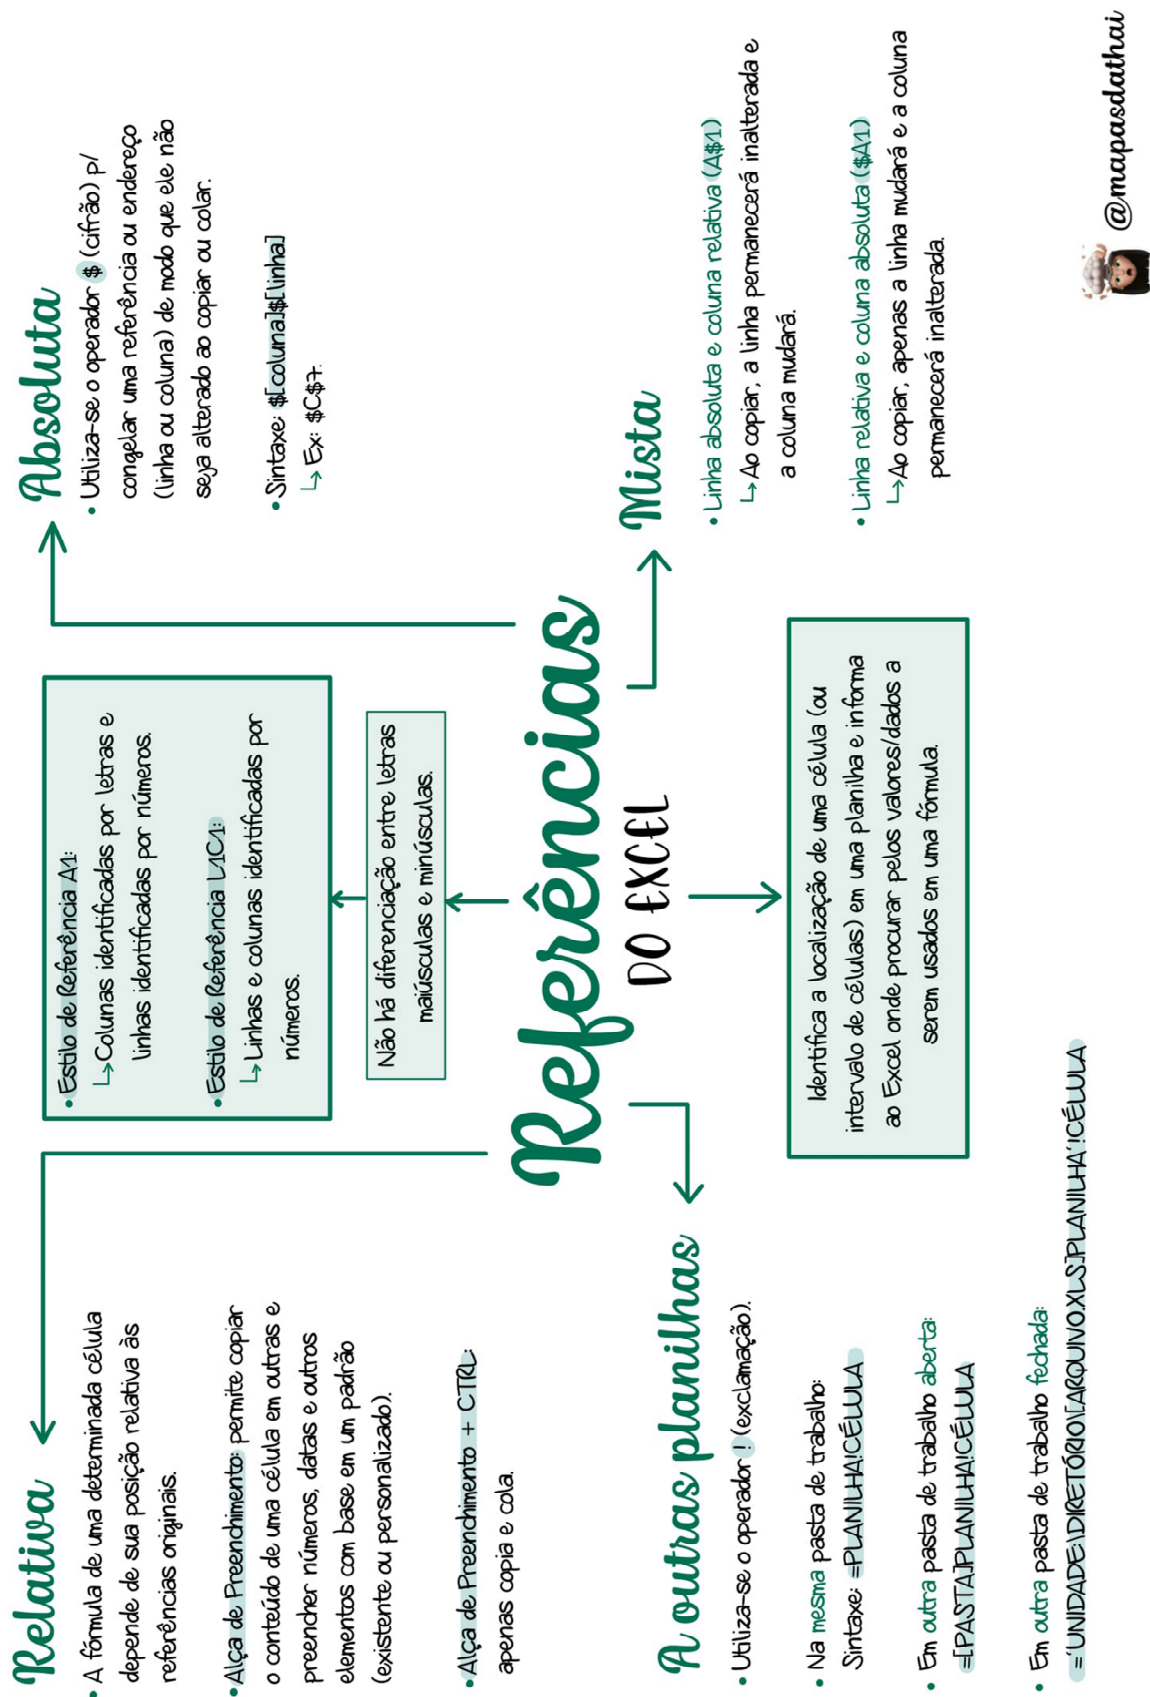 Relativa
• A fórmula de uma determinada célula
depende de sua posição relativa às
referências originais.
• Alça de Preenchimento: permite copiar
o conteúdo de uma célula em outras e
preencher números, datas e outros
elementos com base em um padrão
(existente ou personalizado).
• Alça de Preenchimento + CTRL:
apenas copia e cola.
• Estilo de Referência A1:
↳ Colunas identificadas por letras e
linhas identificadas por números.
• Estilo de Referência L1C1:
↳ Linhas e colunas identificadas por
números.
Não há diferenciação entre letras
maiúsculas e minúsculas.
Absoluta
• Utiliza-se o operador $ (cifrão) p/
congelar uma referência ou endereço
(linha ou coluna) de modo que ele não
seja alterado ao copiar ou colar.
• Sintaxe: $[coluna]$[linha]
↳ Ex: $C$7.
Referências
DO EXCEL
A outras planilhas
• Utiliza-se o operador ! (exclamação).
• Na mesma pasta de trabalho:
Sintaxe: =PLANILHA!CÉLULA
• Em outra pasta de trabalho aberta:
=[PASTA]PLANILHA!CÉLULA
• Em outra pasta de trabalho fechada:
='UNIDADE:\DIRETÓRIO\[ARQUIVO.XLS]PLANILHA'!CÉLULA
Identifica a localização de uma célula (ou
intervalo de células) em uma planilha e informa
ao Excel onde procurar pelos valores/dados a
serem usados em uma fórmula.
Mista
• Linha absoluta e coluna relativa (A$1)
↳ Ao copiar, a linha permanecerá inalterada e
a coluna mudará.
• Linha relativa e coluna absoluta ($A1)
↳ Ao copiar, apenas a linha mudará e a coluna
permanecerá inalterada.
@mapasdathai